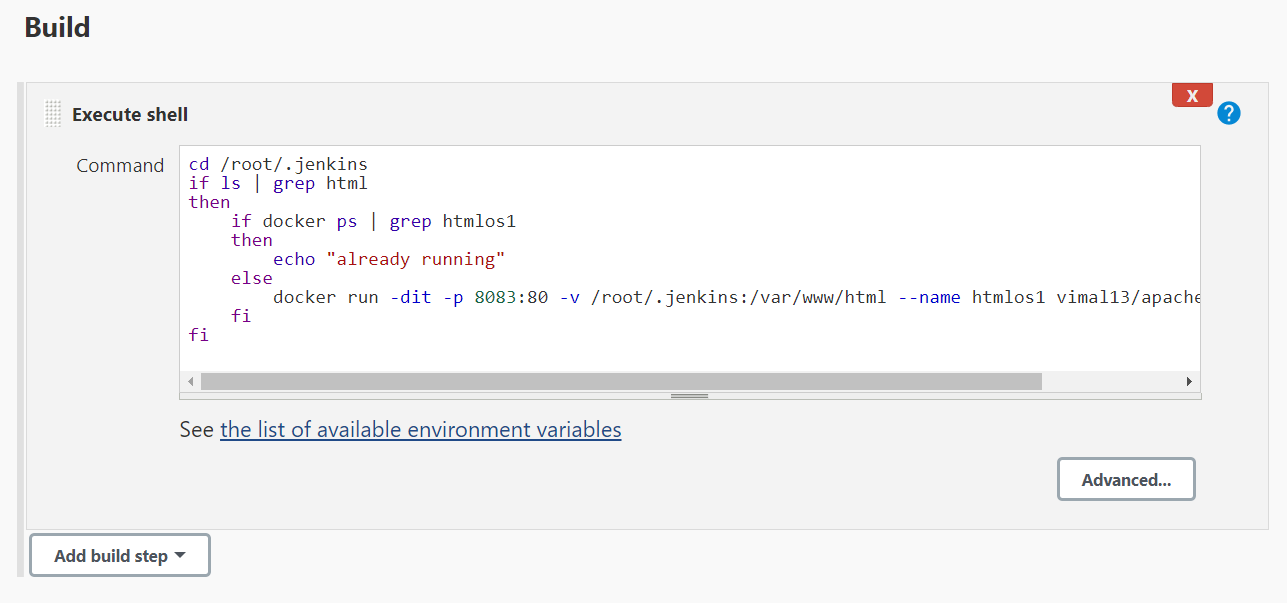 Build
Execute shell
X
?
Command
cd /root/.jenkins
if ls | grep html
then
    if docker ps | grep htmlos1
    then
        echo "already running"
    else
        docker run -dit -p 8083:80 -v /root/.jenkins:/var/www/html --name htmlos1 vimal13/apache
    fi
fi
See the list of available environment variables
Advanced...
Add build step